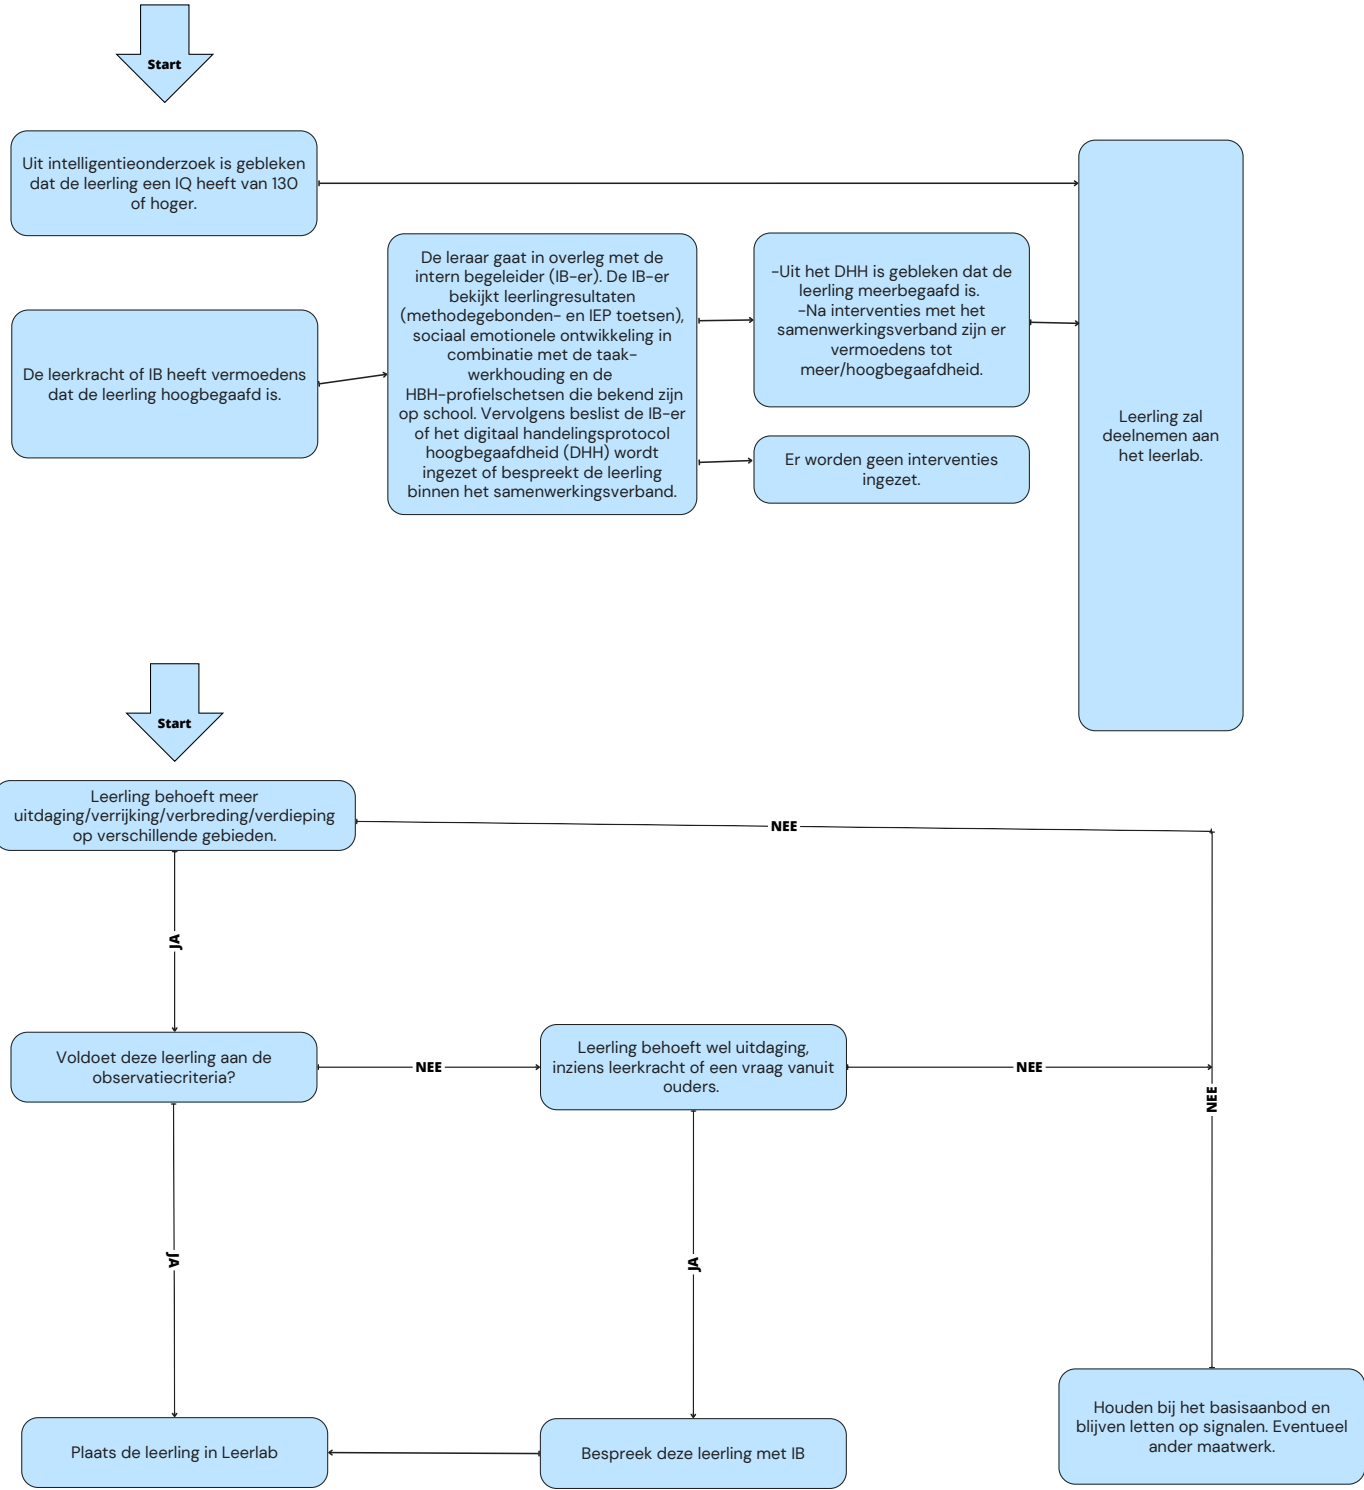 Start
Uit intelligentieonderzoek is gebleken
dat de leerling een IQ heeft van 130
of hoger.
De leerkracht of IB heeft vermoedens
dat de leerling hoogbegaafd is.
De leraar gaat in overleg met de
intern begeleider (IB-er). De IB-er
bekijkt leerlingresultaten
(methodegebonden- en IEP toetsen),
sociaal emotionele ontwikkeling in
combinatie met de taak-
werkhouding en de
HBH-profielschetsen die bekend zijn
op school. Vervolgens beslist de IB-er
of het digitaal handelingsprotocol
hoogbegaafdheid (DHH) wordt
ingezet of bespreekt de leerling
binnen het samenwerkingsverband.
-Uit het DHH is gebleken dat de
leerling meerbegaafd is.
-Na interventies met het
samenwerkingsverband zijn er
vermoedens tot
meer/hoogbegaafdheid.
Er worden geen interventies
ingezet.
Leerling zal
deelnemen aan
het leerlab.
Start
Leerling behoeft meer
uitdaging/verrijking/verbreding/verdieping
op verschillende gebieden.
NEE
JA
Voldoet deze leerling aan de
observatiecriteria?
NEE
Leerling behoeft wel uitdaging,
inziens leerkracht of een vraag vanuit
ouders.
NEE
NEE
JA
JA
Plaats de leerling in Leerlab
Bespreek deze leerling met IB
Houden bij het basisaanbod en
blijven letten op signalen. Eventueel
ander maatwerk.